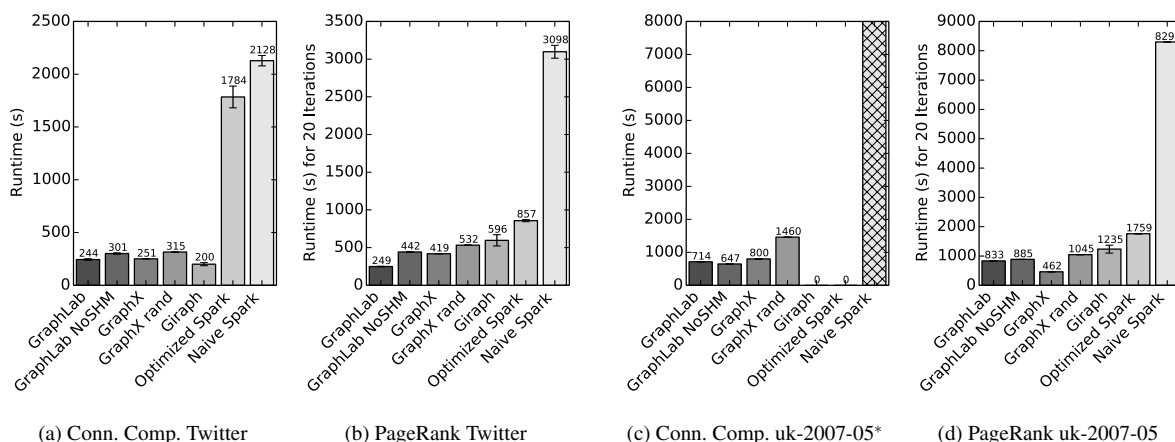 2500
2000
1500
1000
500
0
Runtime (s)
244
301
251
315
200
1784
2128
GraphLab
GraphLab NoSHM
GraphX
GraphX rand
Giraph
Optimized Spark
Naive Spark
(a) Conn. Comp. Twitter
3500
3000
2500
2000
1500
1000
500
0
Runtime (s) for 20 Iterations
249
442
419
532
596
857
3098
GraphLab
GraphLab NoSHM
GraphX
GraphX rand
Giraph
Optimized Spark
Naive Spark
(b) PageRank Twitter
8000
7000
6000
5000
4000
3000
2000
1000
0
Runtime (s)
714
647
800
1460
0
0
GraphLab
GraphLab NoSHM
GraphX
GraphX rand
Giraph
Optimized Spark
Naive Spark
(c) Conn. Comp. uk-2007-05*
9000
8000
7000
6000
5000
4000
3000
2000
1000
0
Runtime (s) for 20 Iterations
833
885
462
1045
1235
1759
829
GraphLab
GraphLab NoSHM
GraphX
GraphX rand
Giraph
Optimized Spark
Naive Spark
(d) PageRank uk-2007-05